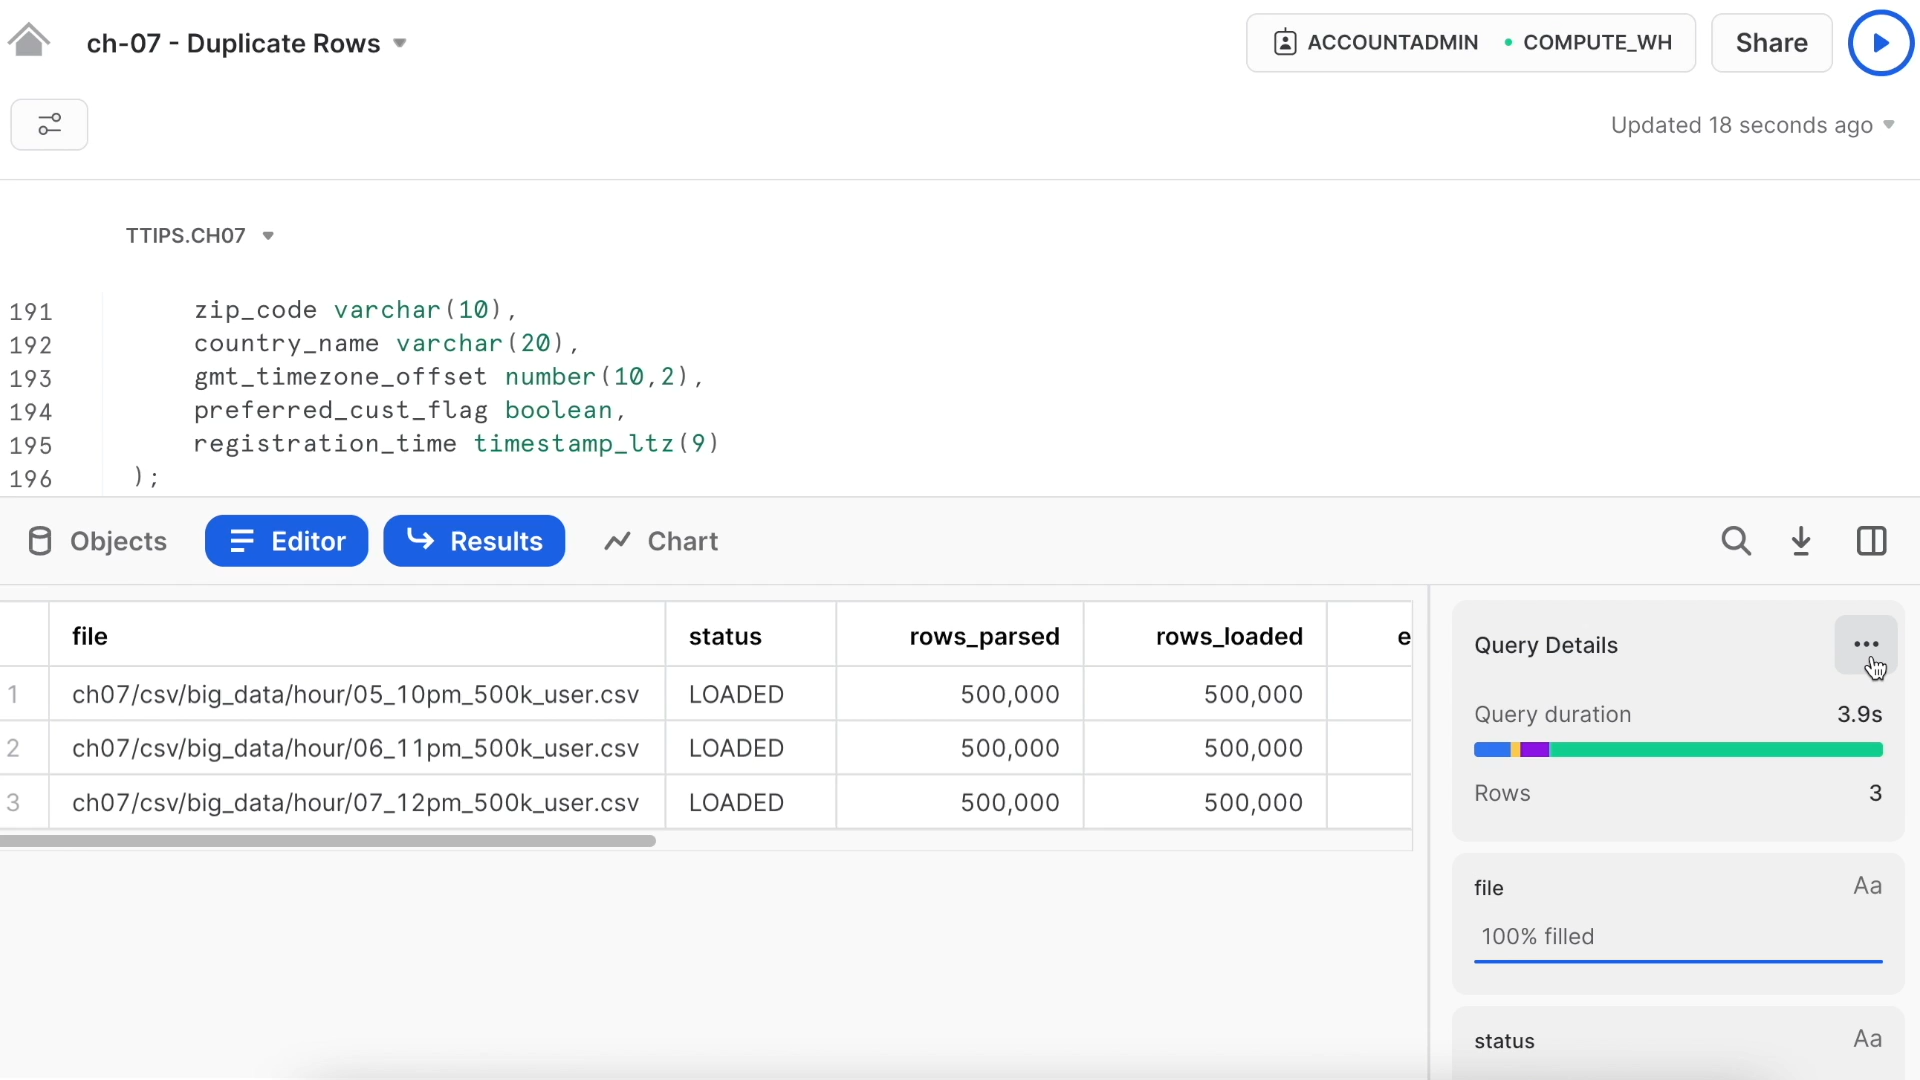 ch-07 - Duplicate Rows
ACCOUNTADMIN COMPUTE_WH
Share
Updated 18 seconds ago
TTIPS.CH07
191 zip_code varchar(10),
192 country_name varchar(20),
193 gmt_timezone_offset number(10,2),
194 preferred_cust_flag boolean,
195 registration_time timestamp_ltz(9)
196 );
Objects Editor Results Chart
file status rows_parsed rows_loaded e
1 ch07/csv/big_data/hour/05_10pm_500k_user.csv LOADED 500,000 500,000
2 ch07/csv/big_data/hour/06_11pm_500k_user.csv LOADED 500,000 500,000
3 ch07/csv/big_data/hour/07_12pm_500k_user.csv LOADED 500,000 500,000
Query Details
Query duration 3.9s
Rows 3
file Aa
100% filled
status Aa